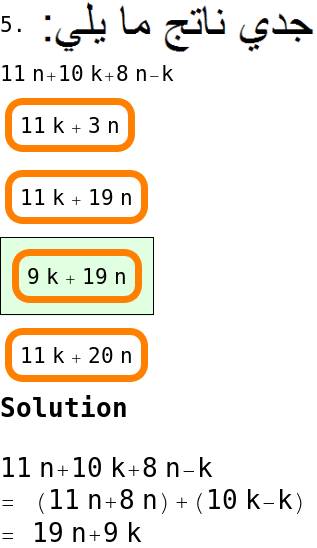 5. جدي ناتج ما يلي:
11 n+10 k+8 n−k
11 k + 3 n
11 k + 19 n
9 k + 19 n
11 k + 20 n
Solution
11 n+10 k+8 n−k
= (11 n+8 n)+(10 k−k)
= 19 n+9 k